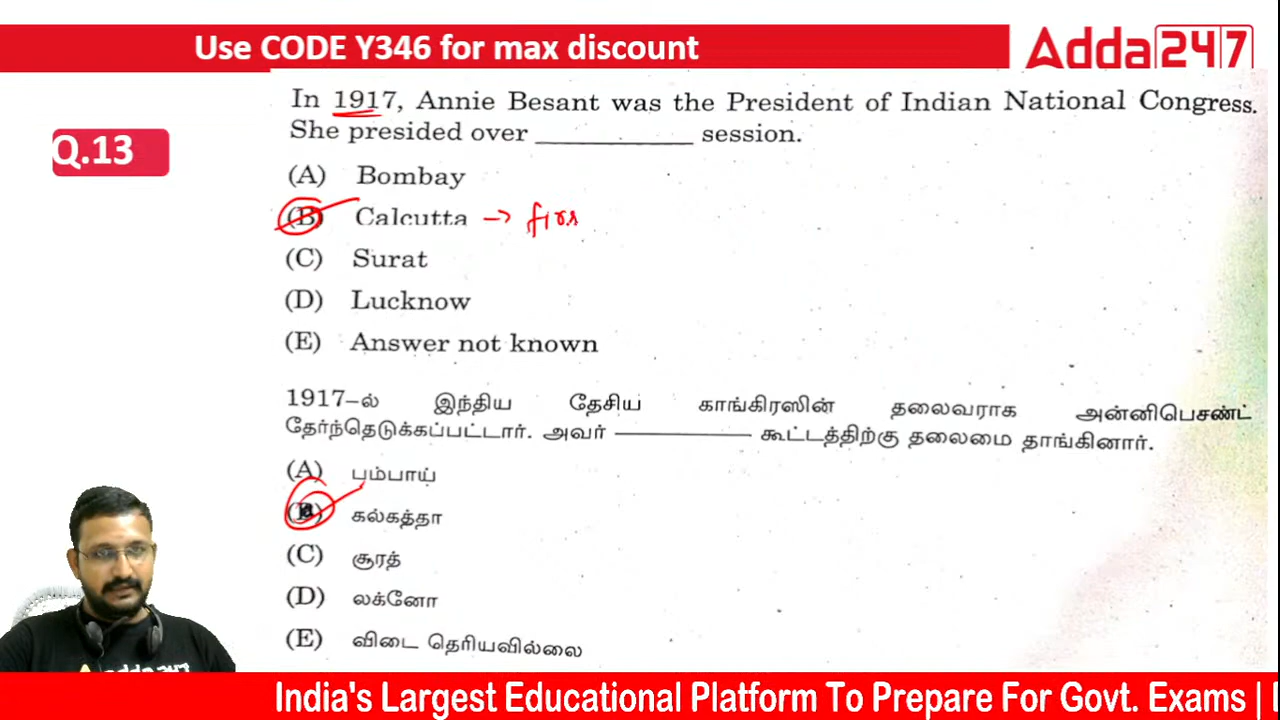 Use CODE Y346 for max discount
Adda247
In 1917, Annie Besant was the President of Indian National Congress.
She presided over __________ session.
Q.13
(A) Bombay
(B) Calcutta → firs
(C) Surat
(D) Lucknow
(E) Answer not known
1917–ல் இந்திய தேசிய காங்கிரஸின் தலைவராக அன்னிபெசண்ட்
தேர்ந்தெடுக்கப்பட்டார். அவர் __________ கூட்டத்திற்கு தலைமை தாங்கினார்.
(A) பம்பாய்
(B) கல்கத்தா
(C) சூரத்
(D) லக்னோ
(E) விடை தெரியவில்லை
Adda247
India's Largest Educational Platform To Prepare For Govt. Exams |